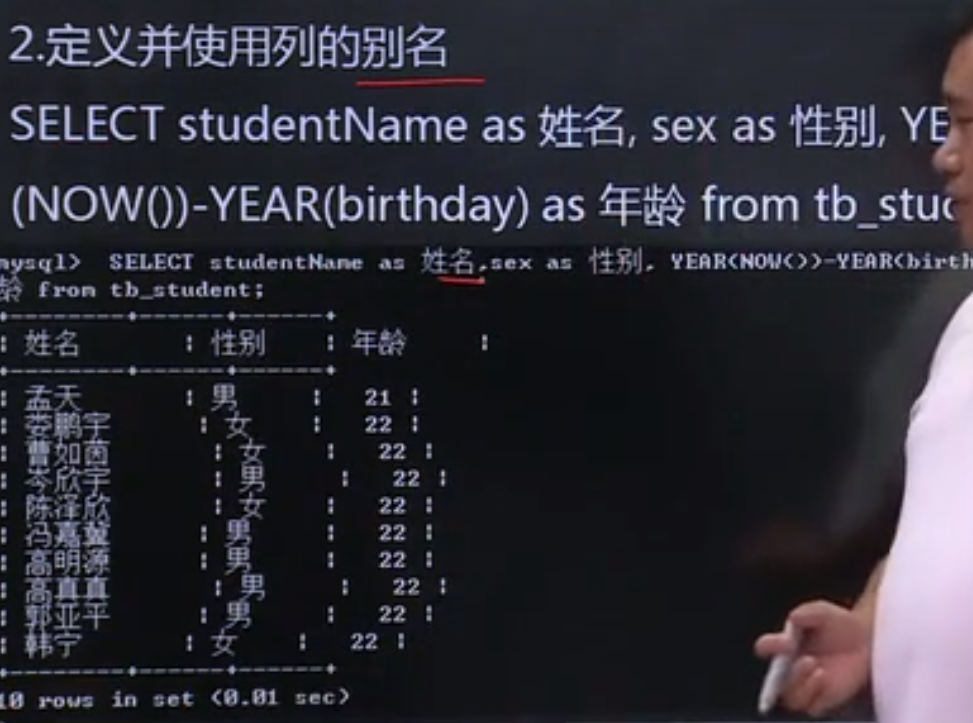 2.定义并使用列的别名
SELECT studentName as 姓名, sex as 性别, YE
(NOW())-YEAR(birthday) as 年龄 from tb_stud
mysql> SELECT studentName as 姓名,sex as 性别, YEAR(NOW())-YEAR(birth
龄 from tb_student;
姓名 | 性别 | 年龄 |
孟天 | 男 | 21 |
娄鹏宇 | 女 | 22 |
曹如茵 | 女 | 22 |
岑欣宇 | 男 | 22 |
陈泽欣 | 女 | 22 |
冯嘉冀 | 男 | 22 |
高明源 | 男 | 22 |
高真真 | 男 | 22 |
郭亚平 | 男 | 22 |
韩宁 | 女 | 22 |
10 rows in set (0.01 sec)